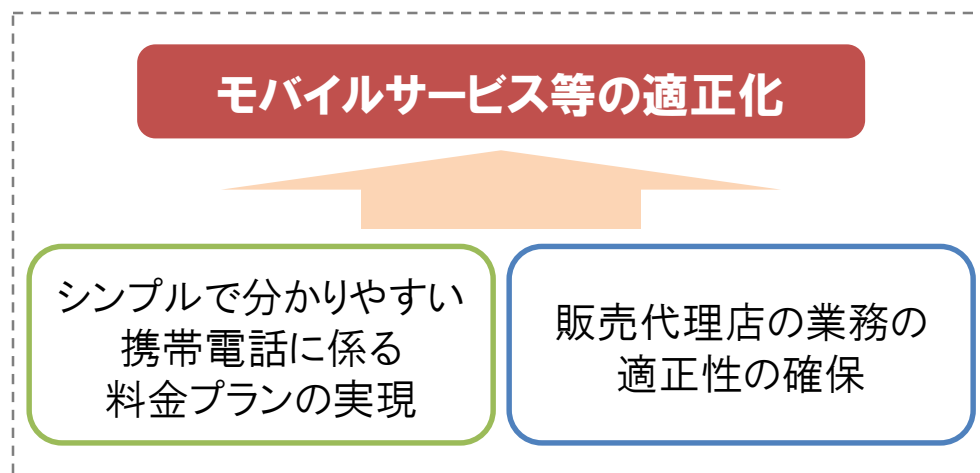 モバイルサービス等の適正化
シンプルで分かりやすい
携帯電話に係る
料金プランの実現
販売代理店の業務の
適正性の確保